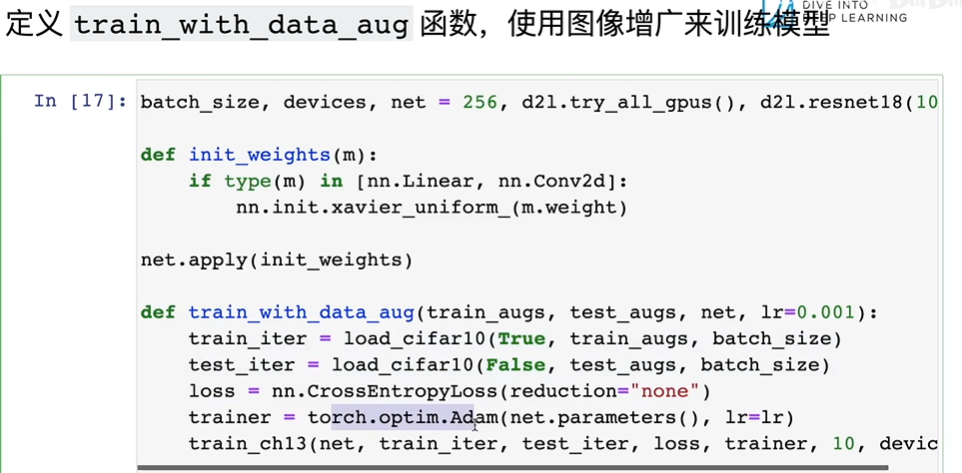 DIVE INTO
DEEP LEARNING
定义 train_with_data_aug 函数，使用图像增广来训练模型
In [17]: batch_size, devices, net = 256, d2l.try_all_gpus(), d2l.resnet18(10
def init_weights(m):
if type(m) in [nn.Linear, nn.Conv2d]:
nn.init.xavier_uniform_(m.weight)
net.apply(init_weights)
def train_with_data_aug(train_augs, test_augs, net, lr=0.001):
train_iter = load_cifar10(True, train_augs, batch_size)
test_iter = load_cifar10(False, test_augs, batch_size)
loss = nn.CrossEntropyLoss(reduction="none")
trainer = torch.optim.Adam(net.parameters(), lr=lr)
train_ch13(net, train_iter, test_iter, loss, trainer, 10, devic